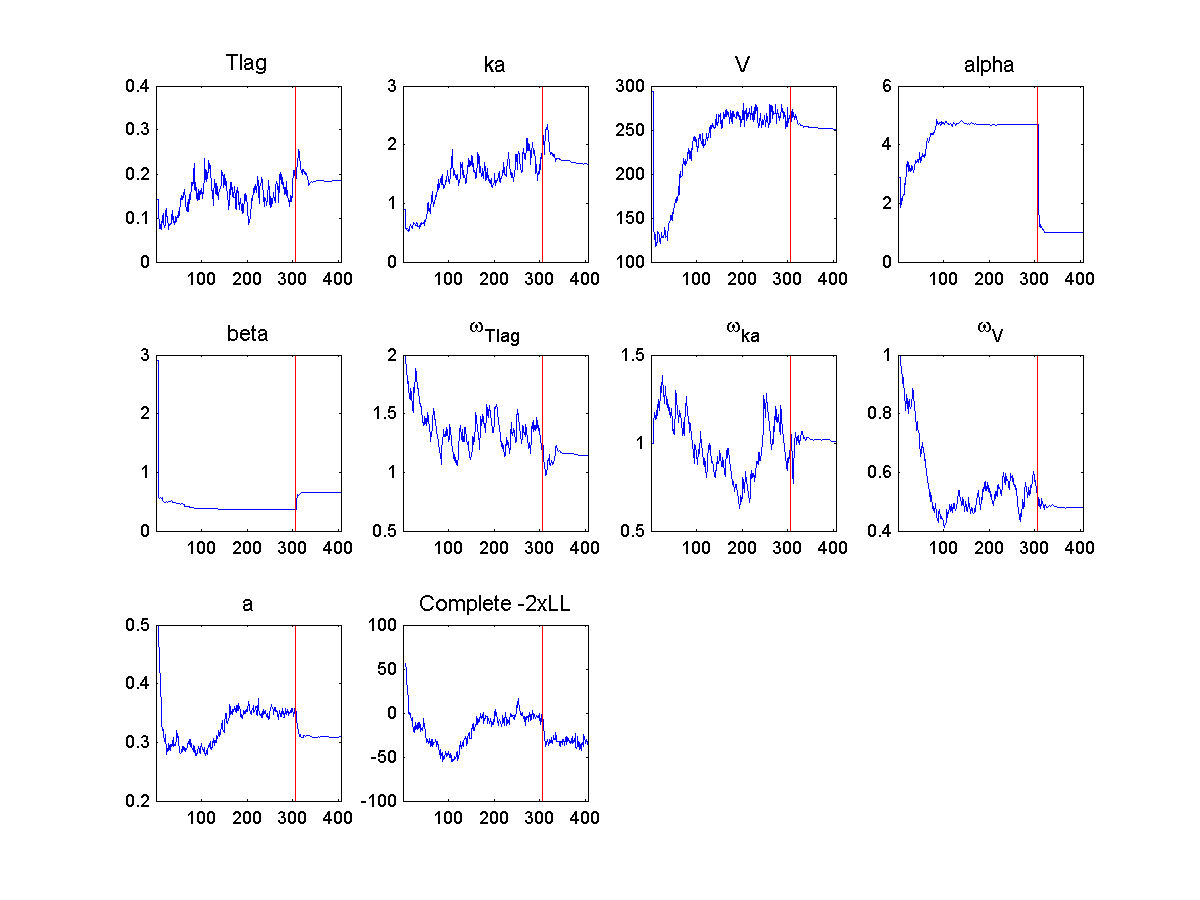 Tlag ka V alpha
0.4 3 300 6
0.3 250
2 4
0.2 200
1 2
0.1 150
0 0 100 0
100 200 300 400 100 200 300 400 100 200 300 400 100 200 300 400
beta ωTlag ωka ωV
3 2 1.5 1
2 1.5 0.8
1
1 1 0.6
0 0.5 0.5 0.4
100 200 300 400 100 200 300 400 100 200 300 400 100 200 300 400
a Complete -2xLL
0.5 100
0.4 50
0
0.3 -50
0.2 -100
100 200 300 400 100 200 300 400